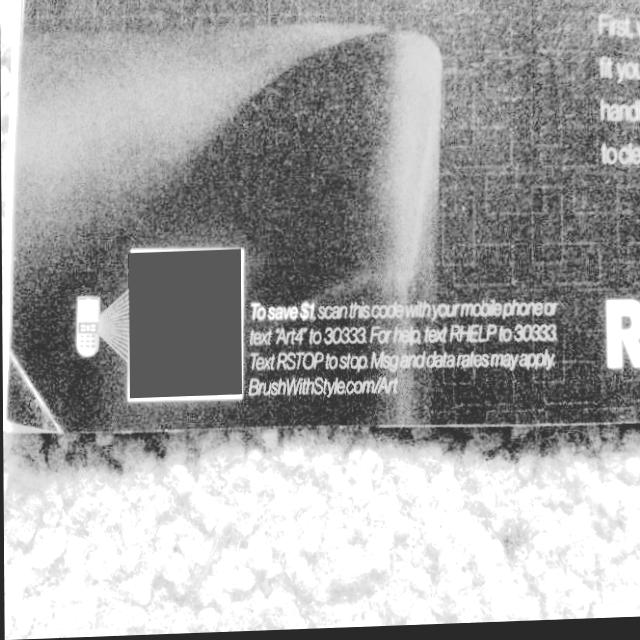 First,
fit you
to
To save $1, scan this code with your mobile phone or
text "Art4" to 30333. For help, text RHELP to 30333.
Text RSTOP to stop. Msg and data rates may apply.
BrushWithStyle.com/Art
R